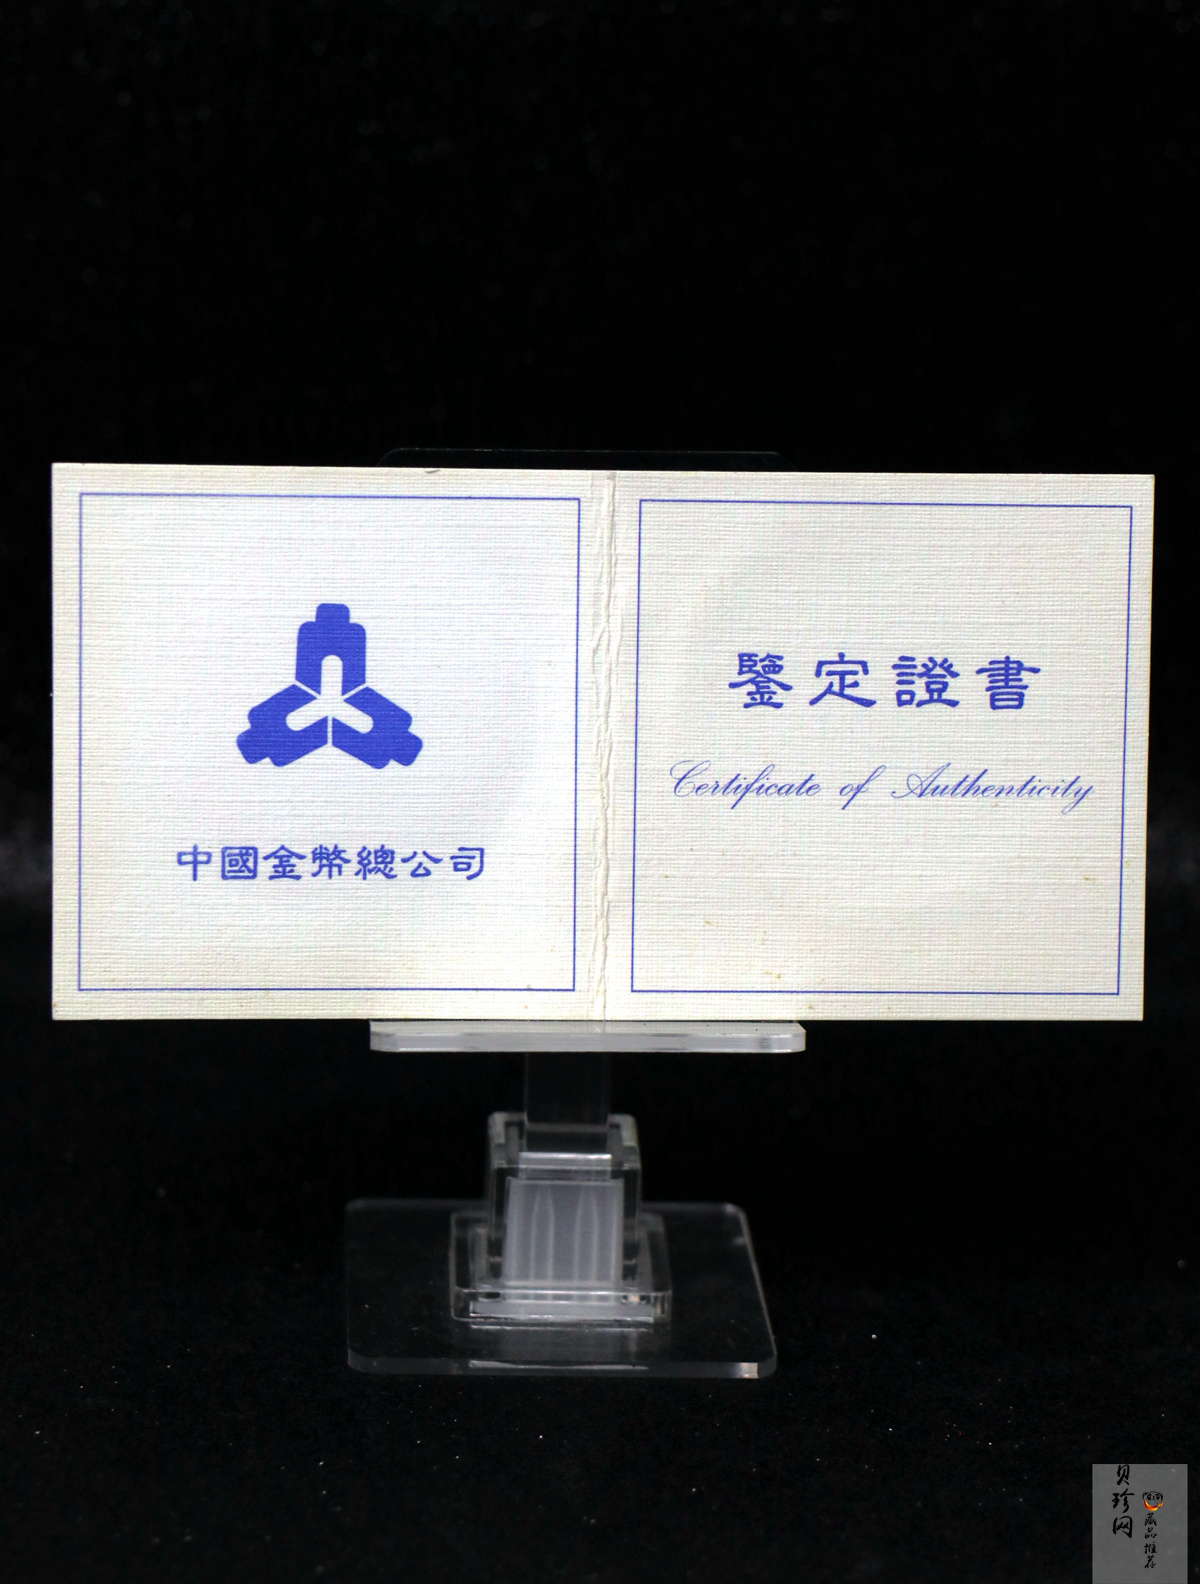 中國金幣總公司
鑒定證書
Certificate of Authenticity
贝珍网
藏品推荐